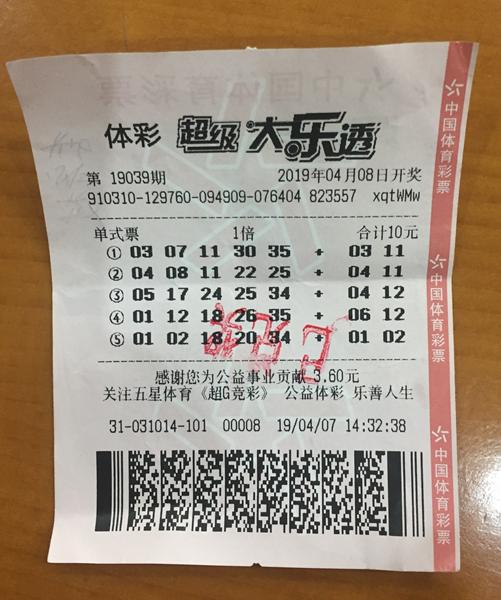 体彩 超级大乐透
第 19039期 2019年04月08日开奖
910310-129760-094909-076404 823557 xqtWMw
单式票 1倍 合计10元
① 03 07 11 30 35 + 03 11
② 04 08 11 22 25 + 04 11
③ 05 17 24 25 34 + 04 12
④ 01 12 18 26 35 + 06 12
⑤ 01 02 18 20 34 + 01 02
感谢您为公益事业贡献 3.60元
关注五星体育《超G竞彩》 公益体彩 乐善人生
31-031014-101 00008 19/04/07 14:32:38
中国体育彩票
中国体育彩票
中国体育彩票